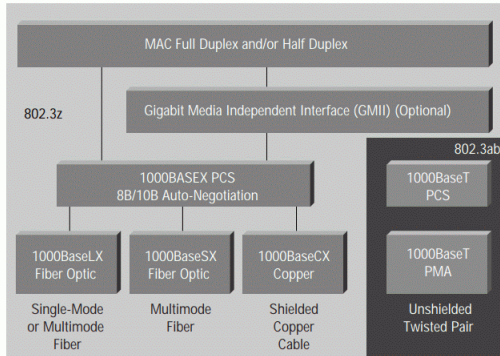 MAC Full Duplex and/or Half Duplex
802.3z
Gigabit Media Independent Interface (GMII) (Optional)
802.3ab
1000BASEX PCS
8B/10B Auto-Negotiation
1000BaseT
PCS
1000BaseLX
Fiber Optic
1000BaseSX
Fiber Optic
1000BaseCX
Copper
1000BaseT
PMA
Single-Mode
or Multimode
Fiber
Multimode
Fiber
Shielded
Copper
Cable
Unshielded
Twisted Pair